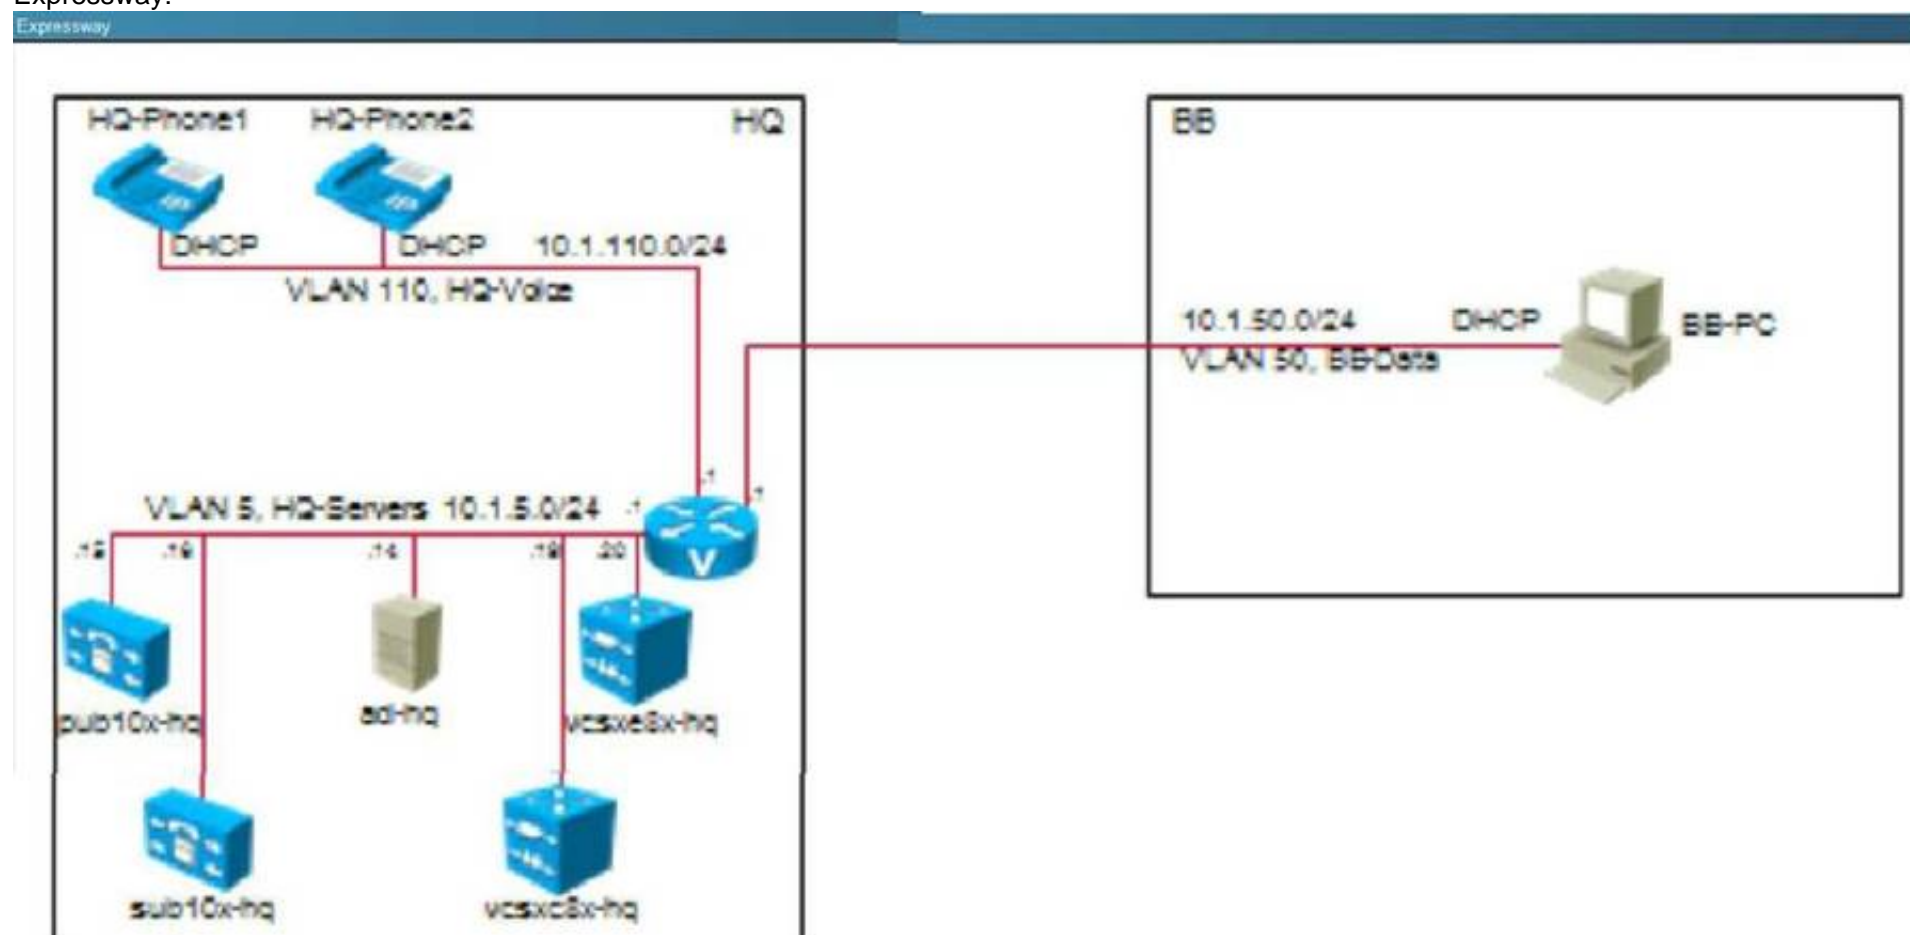 Expressway:
Expressway
HQ-Phone1
HQ-Phone2
HQ
DHCP
DHCP
10.1.110.0/24
VLAN 110, HQ-Voice
VLAN 5, HQ-Servers 10.1.5.0/24
.1
.1
.1
.16
.14
.20
V
pub10x-hq
ad-hq
vcsxe8x-hq
sub10x-hq
vcsxc8x-hq
BB
10.1.50.0/24
DHCP
BB-PC
VLAN 50, BB-Data